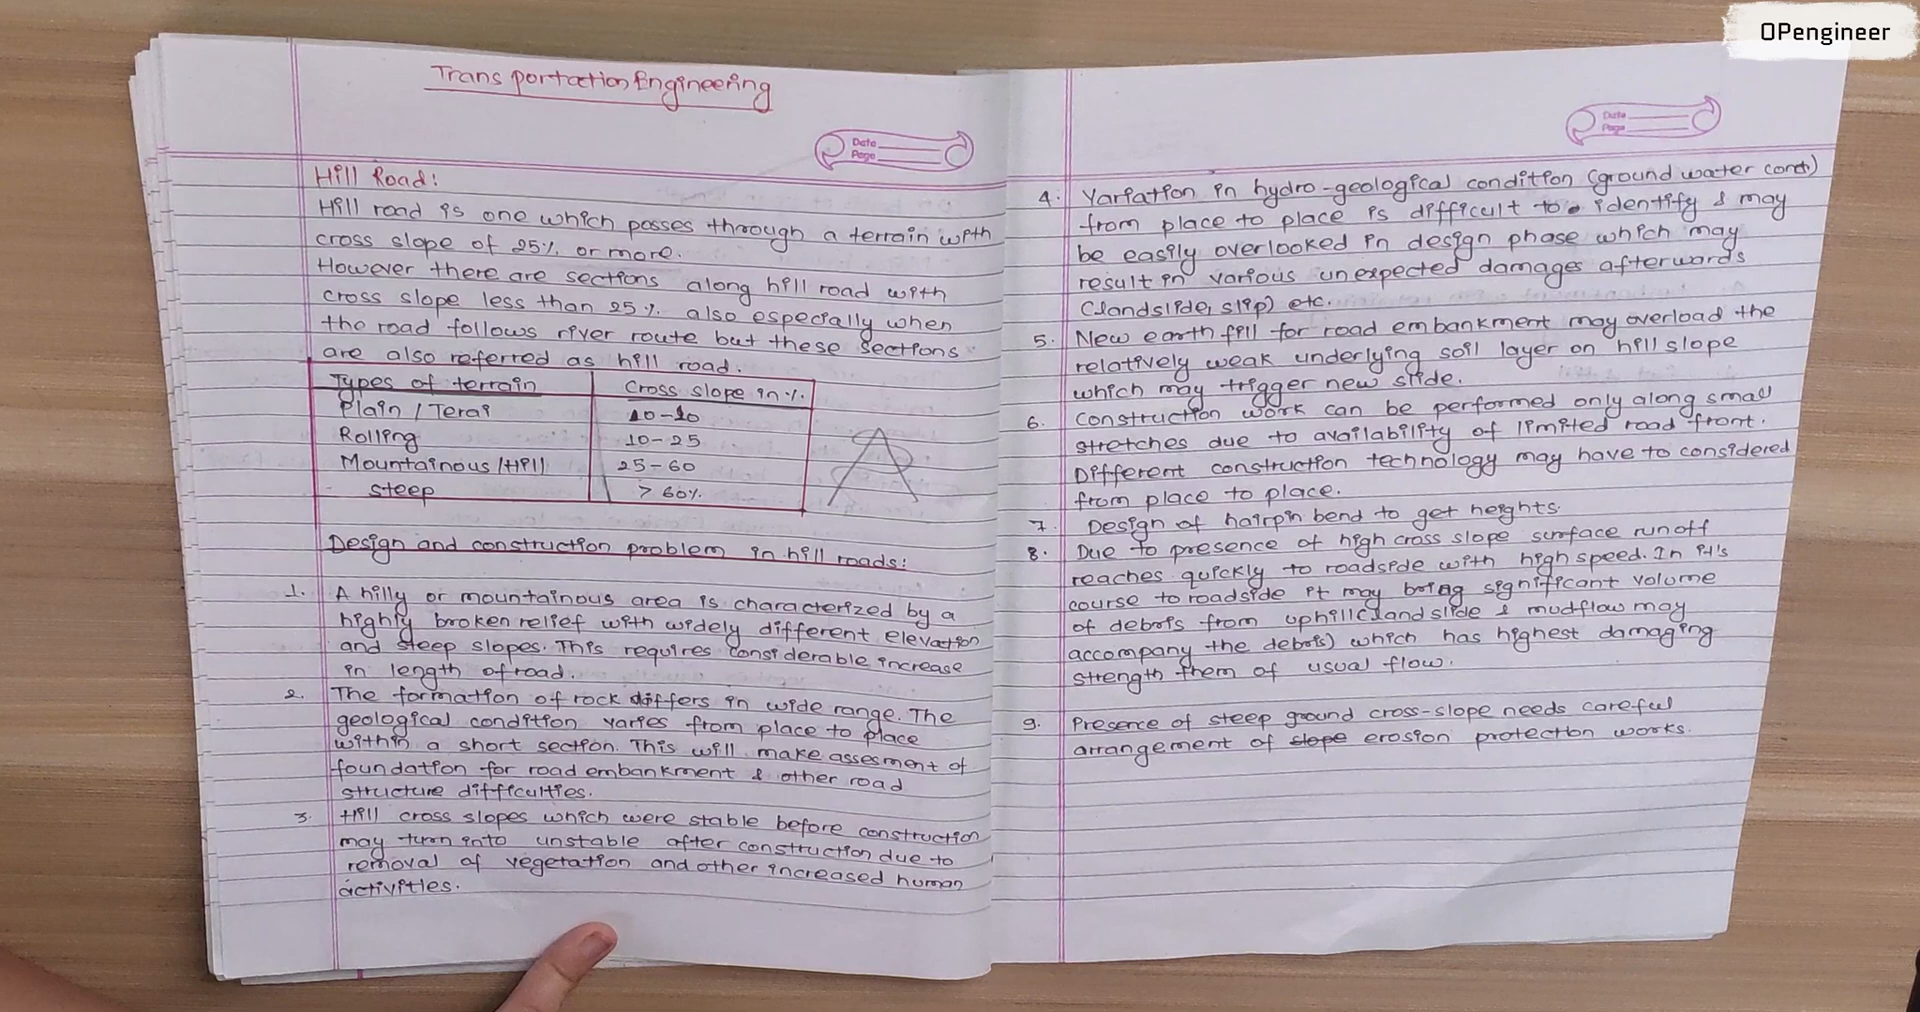 OPengineer
Transportation Engineering
Date
Page
Hill Road:
Hill road is one which passes through a terrain with
cross slope of 25% or more.
However there are sections along hill road with
cross slope less than 25% also especially when
the road follows river route but these sections
are also referred as hill road.
Types of terrain Cross slope in %
Plain / Terai
Rolling 10-25
Mountainous /Hill 25-60
steep > 60%
Design and construction problem in hill roads:
1. A hilly or mountainous area is characterized by a
highly broken relief with widely different elevation
and steep slopes. This requires considerable increase
in length of road.
2. The formation of rock differs in wide range. The
geological condition varies from place to place
within a short section. This will make assesment of
foundation for road embankment & other road
structure difficulties.
3. Hill cross slopes which were stable before construction
may turn into unstable after construction due to
removal of vegetation and other increased human
activities.
Date
Page
4. Variation in hydro-geological condition (ground water cond)
from place to place is difficult to identify & may
be easily overlooked in design phase which may
result in various unexpected damages afterwards
(landslide, slip) etc.
5. New earth fill for road embankment may overload the
relatively weak underlying soil layer on hill slope
which may trigger new slide.
6. Construction work can be performed only along small
stretches due to availability of limited road front.
Different construction technology may have to considered
from place to place.
7. Design of hairpin bend to get heights.
8. Due to presence of high cross slope surface runoff
reaches quickly to roadside with high speed. In it's
course to roadside it may bring significant volume
of debris from uphill (landslide & mudflow may
accompany the debris) which has highest damaging
strength them of usual flow.
9. Presence of steep ground cross-slope needs careful
arrangement of slope erosion protection works.